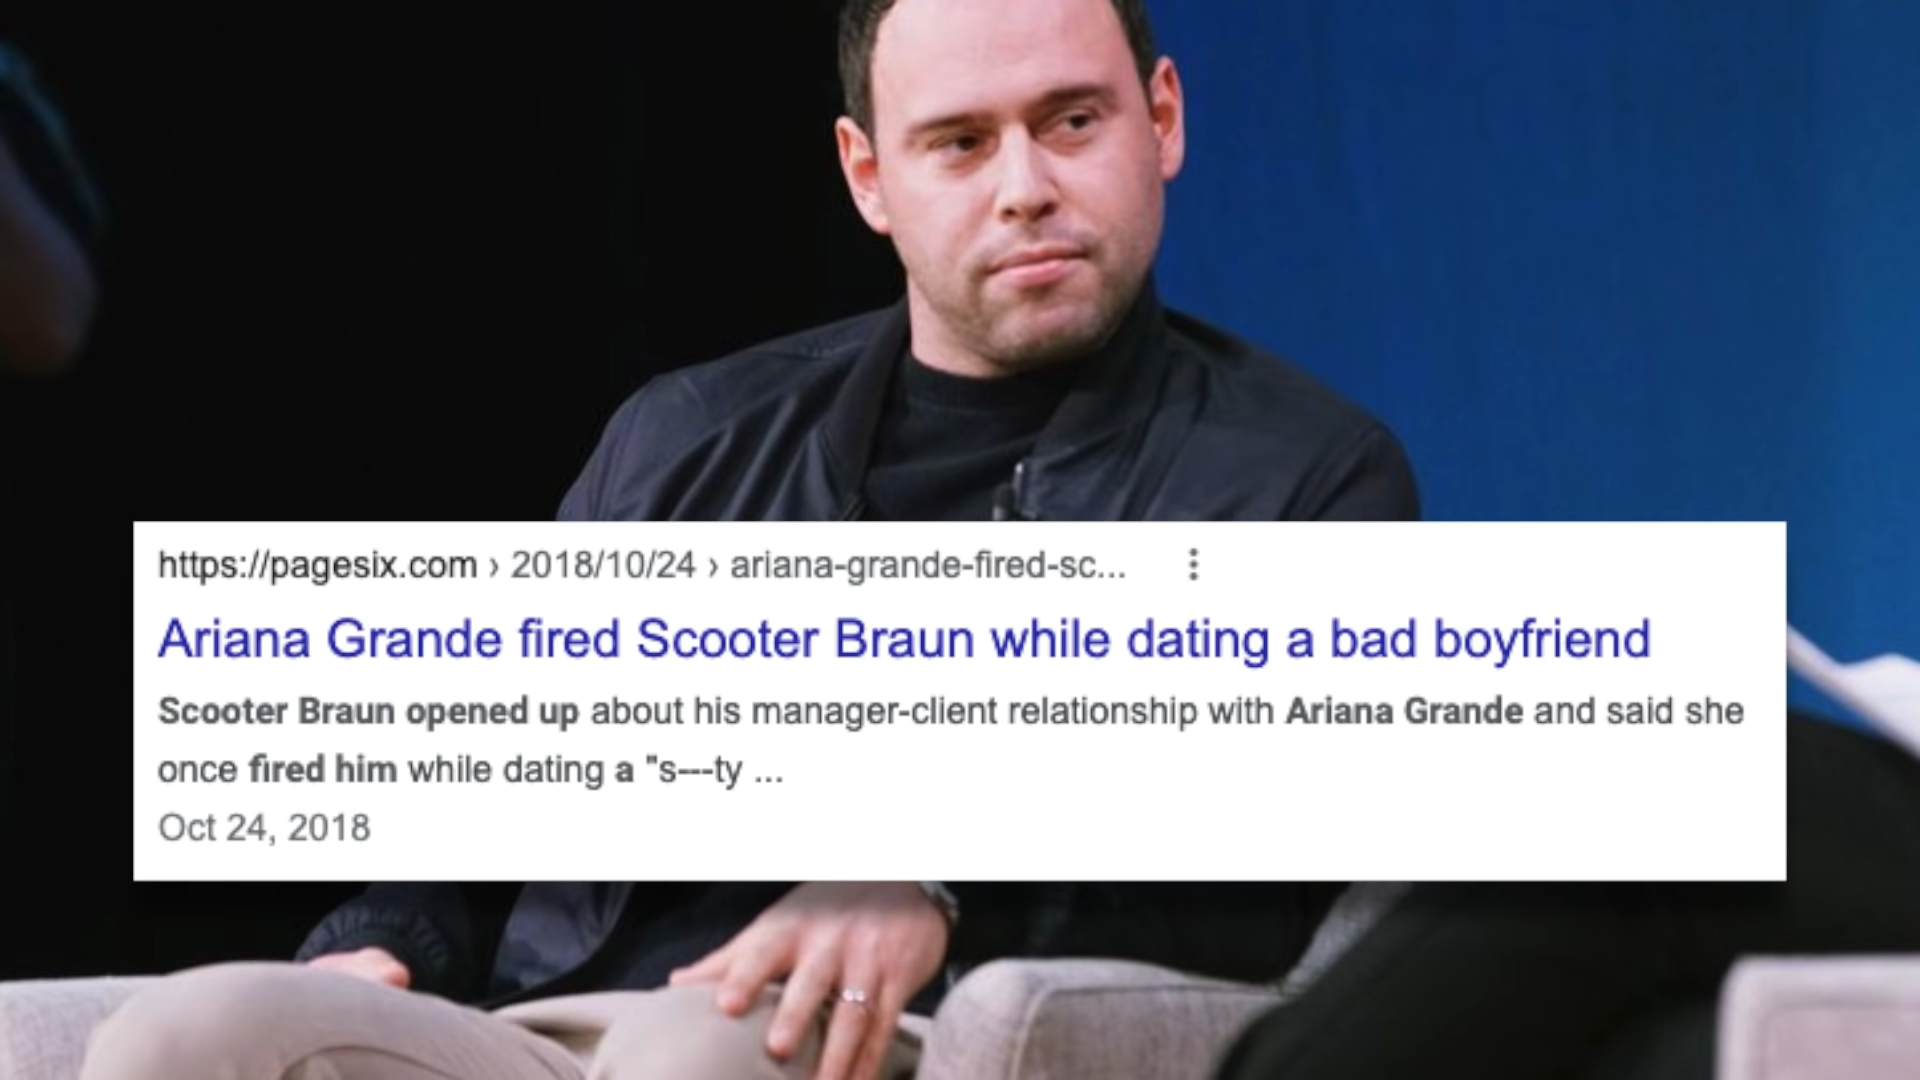 https://pagesix.com › 2018/10/24 › ariana-grande-fired-sc...
Ariana Grande fired Scooter Braun while dating a bad boyfriend
Scooter Braun opened up about his manager-client relationship with Ariana Grande and said she
once fired him while dating a "s---ty ...
Oct 24, 2018